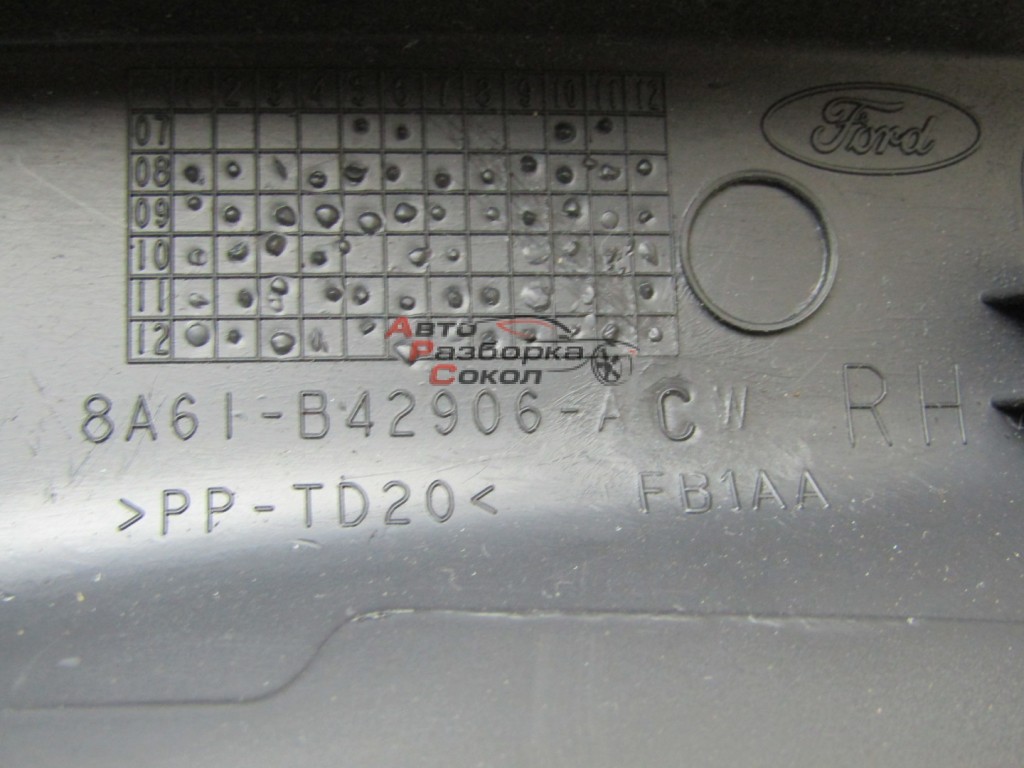 1 2 3 4 5 6 7 8 9 10 11 12
07
Ford
08
09
10
11
12
Авто
Разборка
Сокол
8A61-B42906-ACW RH
>PP-TD20< FB1AA